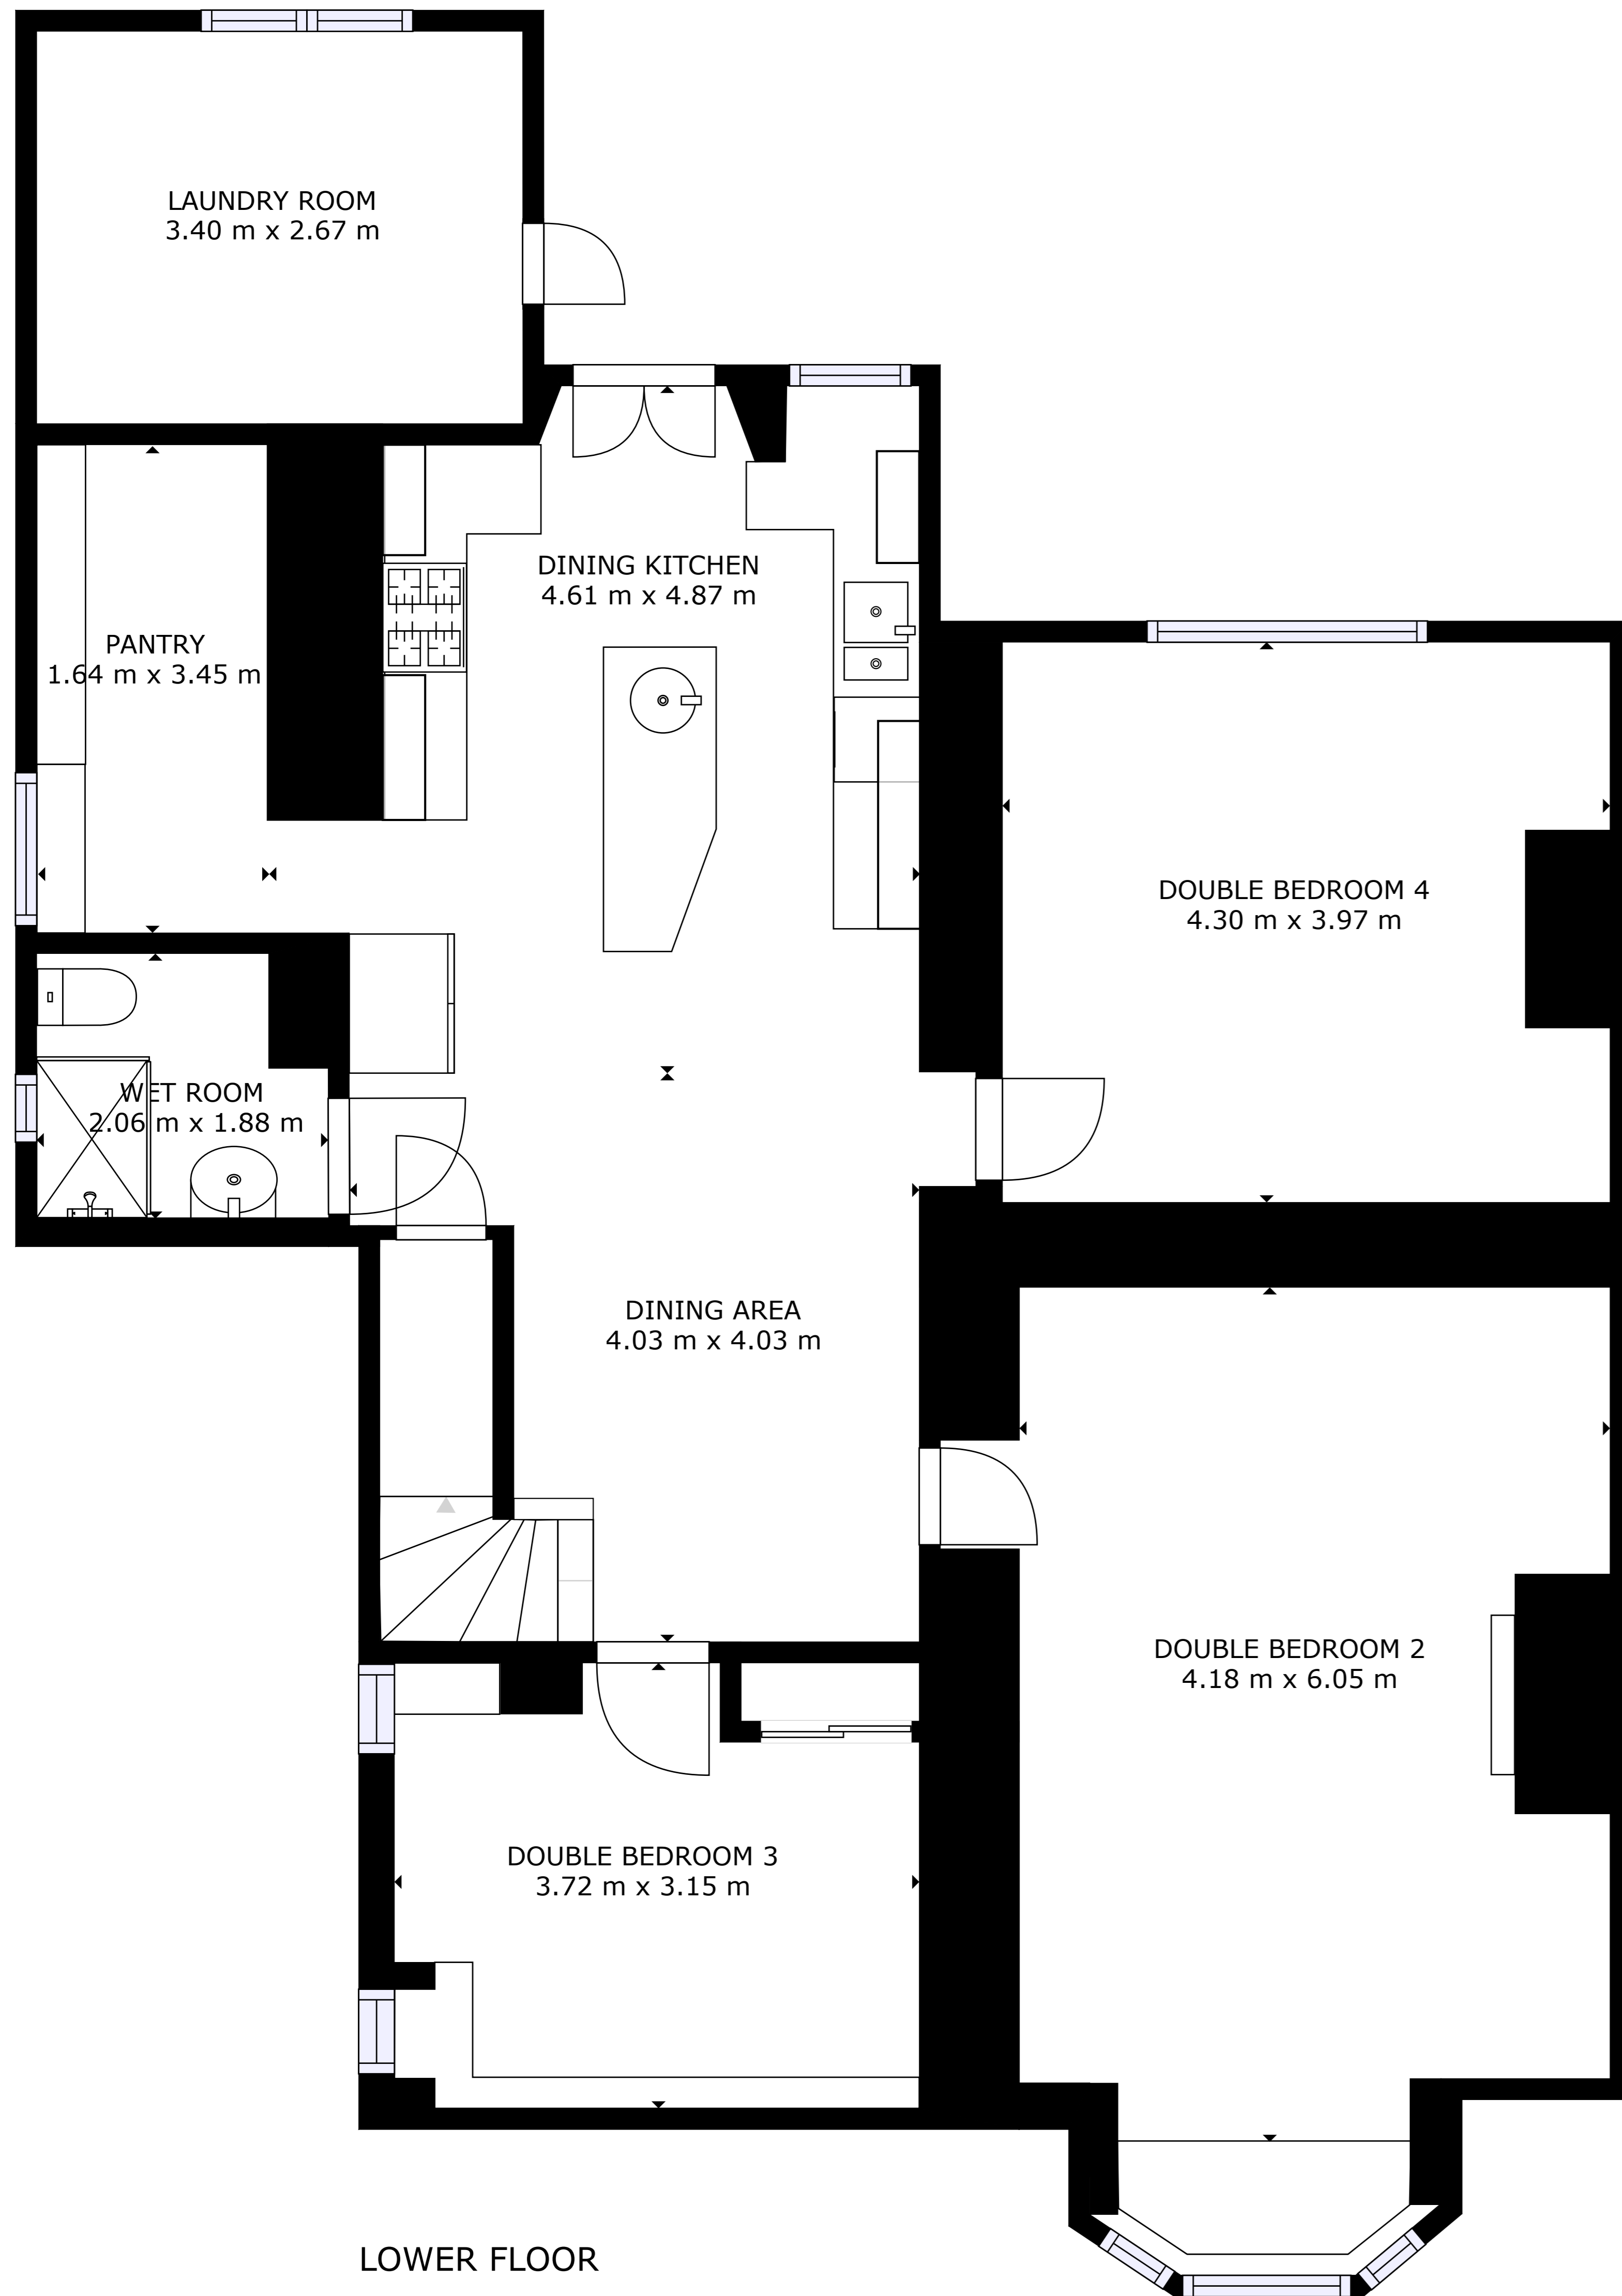 LAUNDRY ROOM
3.40 m x 2.67 m
DINING KITCHEN
4.61 m x 4.87 m
PANTRY
1.64 m x 3.45 m
DOUBLE BEDROOM 4
4.30 m x 3.97 m
WET ROOM
2.06 m x 1.88 m
DINING AREA
4.03 m x 4.03 m
DOUBLE BEDROOM 2
4.18 m x 6.05 m
DOUBLE BEDROOM 3
3.72 m x 3.15 m
LOWER FLOOR